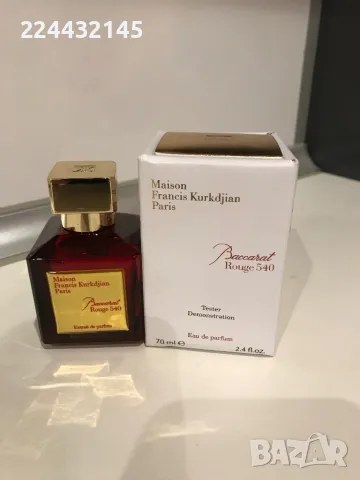 224432145
Maison
Francis Kurkdjian
Paris
Baccarat
Rouge 540
Extrait de parfum
Maison
Francis Kurkdjian
Paris
Baccarat
Rouge 540
Tester
Demonstration
Eau de parfum
70 ml e 2.4 fl.oz.
BAZAR